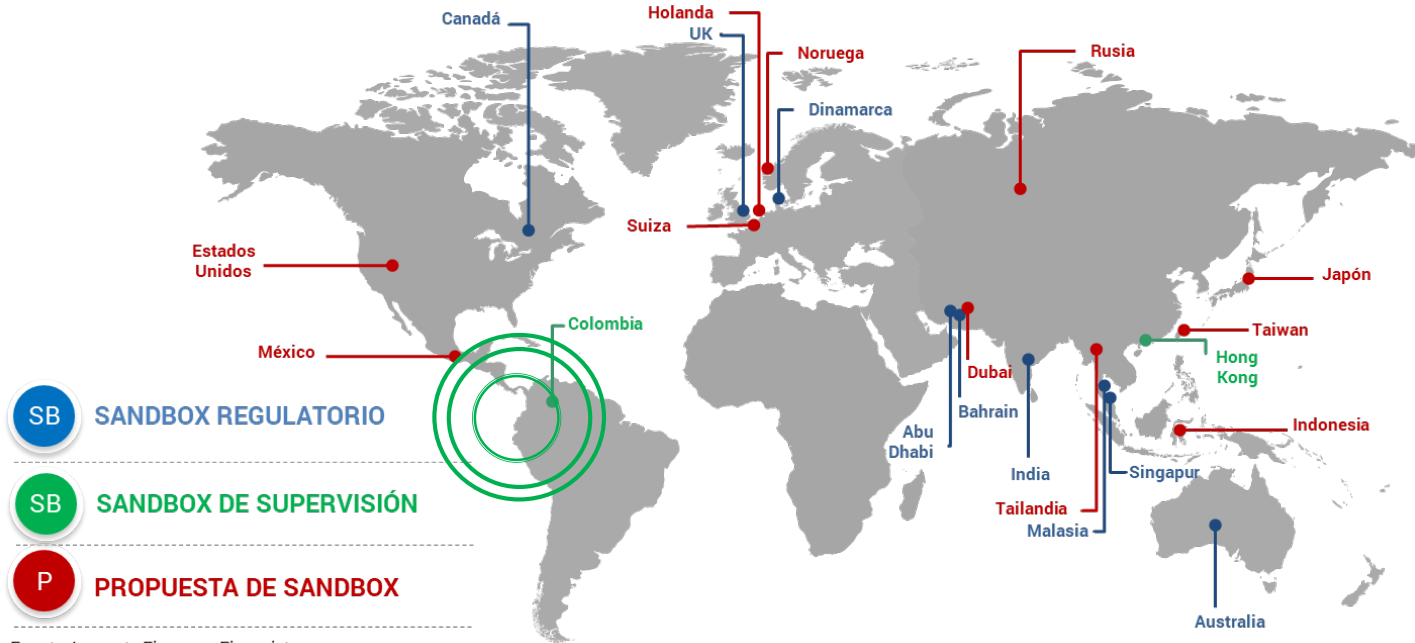 Canadá
Holanda
UK
Noruega
Rusia
Dinamarca
Suiza
Estados
Unidos
Japón
Colombia
Taiwan
México
Hong
Kong
Dubai
Bahrain
Abu
Dhabi
India
Singapur
Indonesia
Tailandia
Malasia
Australia
SB
SANDBOX REGULATORIO
SB
SANDBOX DE SUPERVISIÓN
P
PROPUESTA DE SANDBOX